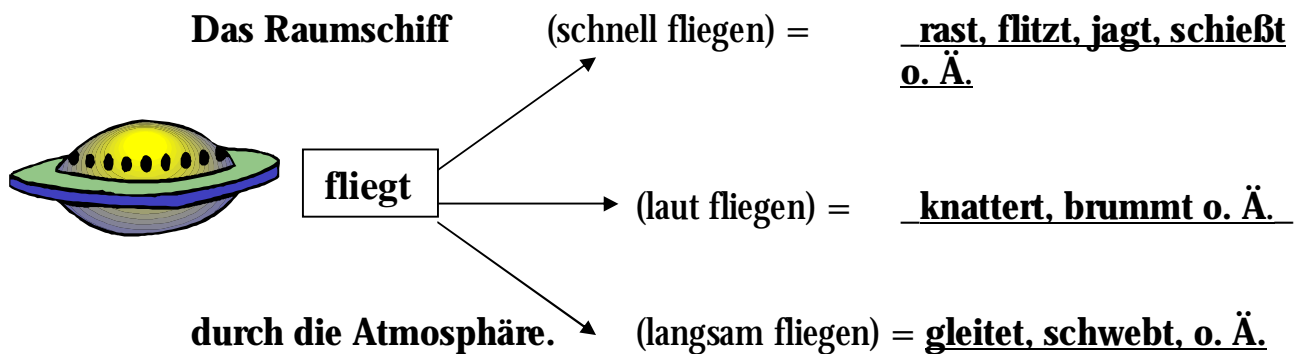 Das Raumschiff (schnell fliegen) = _rast, flitzt, jagt, schießt
o. Ä.
fliegt
(laut fliegen) = _knattert, brummt o. Ä._
durch die Atmosphäre. (langsam fliegen) = gleitet, schwebt, o. Ä.